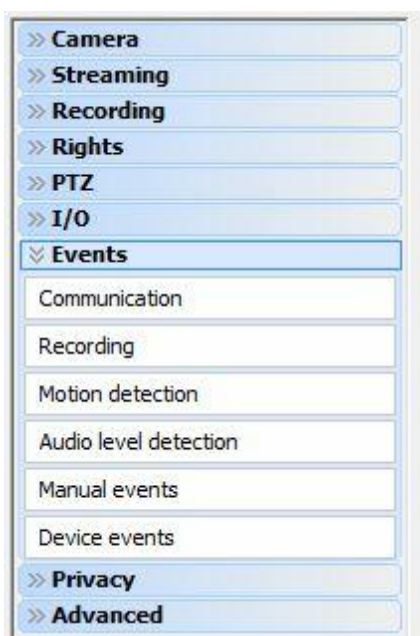 Camera
Streaming
Recording
Rights
PTZ
I/O
Events
Communication
Recording
Motion detection
Audio level detection
Manual events
Device events
Privacy
Advanced